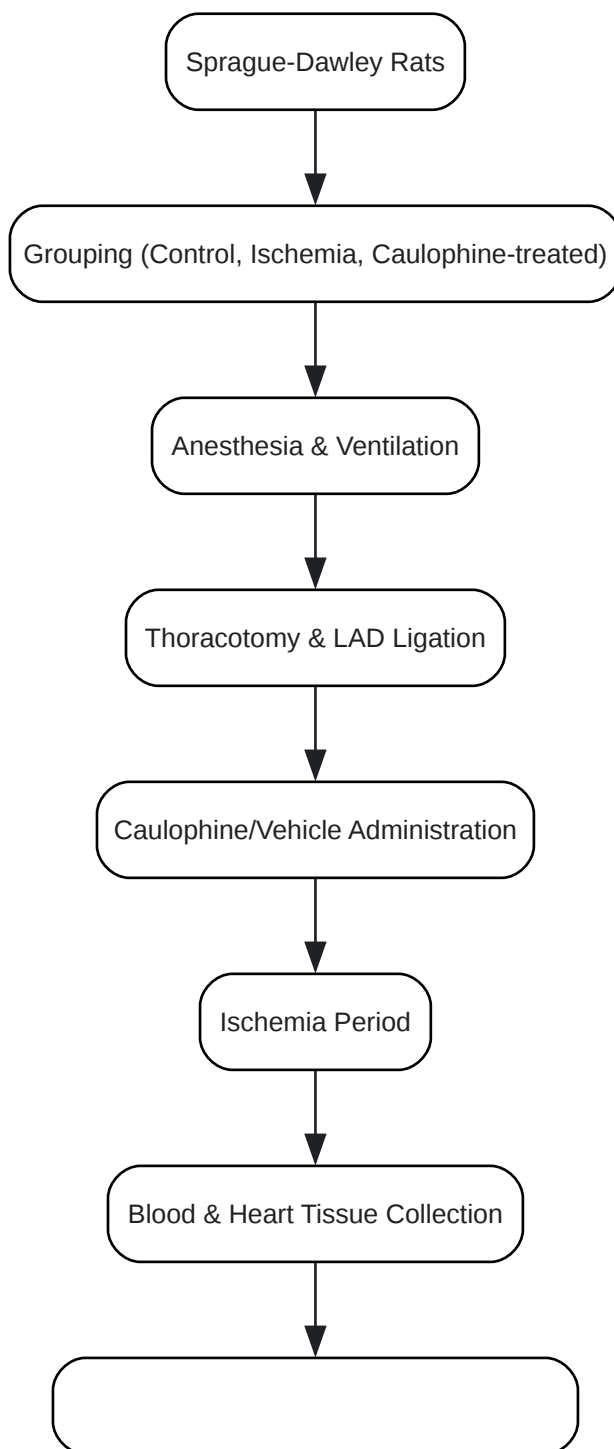 Sprague-Dawley Rats
Grouping (Control, Ischemia, Caulophine-treated)
Anesthesia & Ventilation
Thoracotomy & LAD Ligation
Caulophine/Vehicle Administration
Ischemia Period
Blood & Heart Tissue Collection